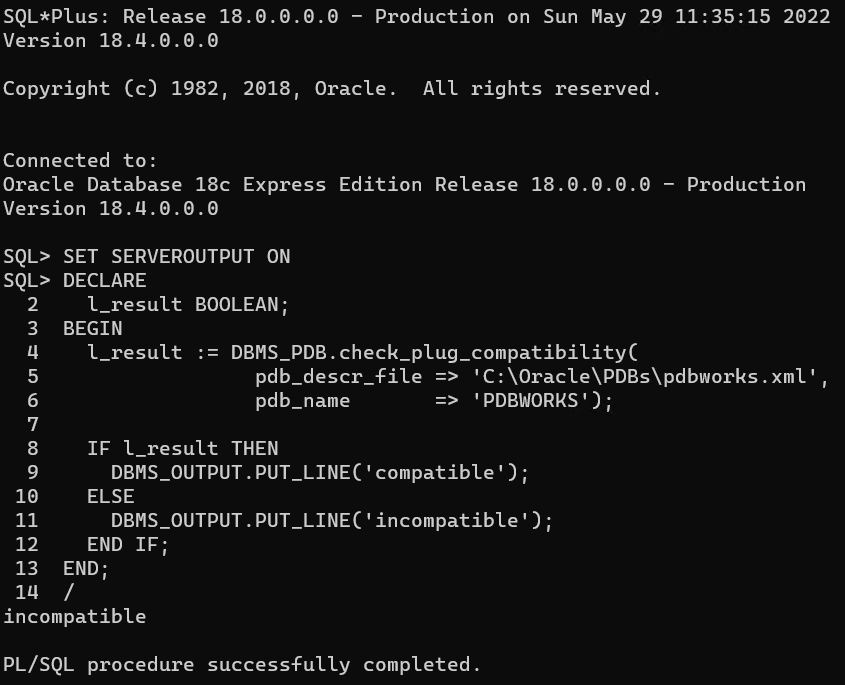 SQL*Plus: Release 18.0.0.0.0 - Production on Sun May 29 11:35:15 2022
Version 18.4.0.0.0

Copyright (c) 1982, 2018, Oracle.  All rights reserved.


Connected to:
Oracle Database 18c Express Edition Release 18.0.0.0.0 - Production
Version 18.4.0.0.0

SQL> SET SERVEROUTPUT ON
SQL> DECLARE
  2    l_result BOOLEAN;
  3  BEGIN
  4    l_result := DBMS_PDB.check_plug_compatibility(
  5                  pdb_descr_file => 'C:\Oracle\PDBs\pdbworks.xml',
  6                  pdb_name       => 'PDBWORKS');
  7
  8    IF l_result THEN
  9      DBMS_OUTPUT.PUT_LINE('compatible');
 10    ELSE
 11      DBMS_OUTPUT.PUT_LINE('incompatible');
 12    END IF;
 13  END;
 14  /
incompatible

PL/SQL procedure successfully completed.